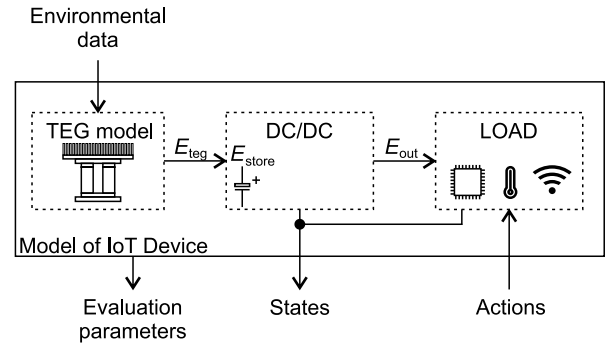 Environmental
data
TEG model
E_teg
E_store
DC/DC
+
E_out
LOAD
Model of IoT Device
Evaluation
parameters
States
Actions